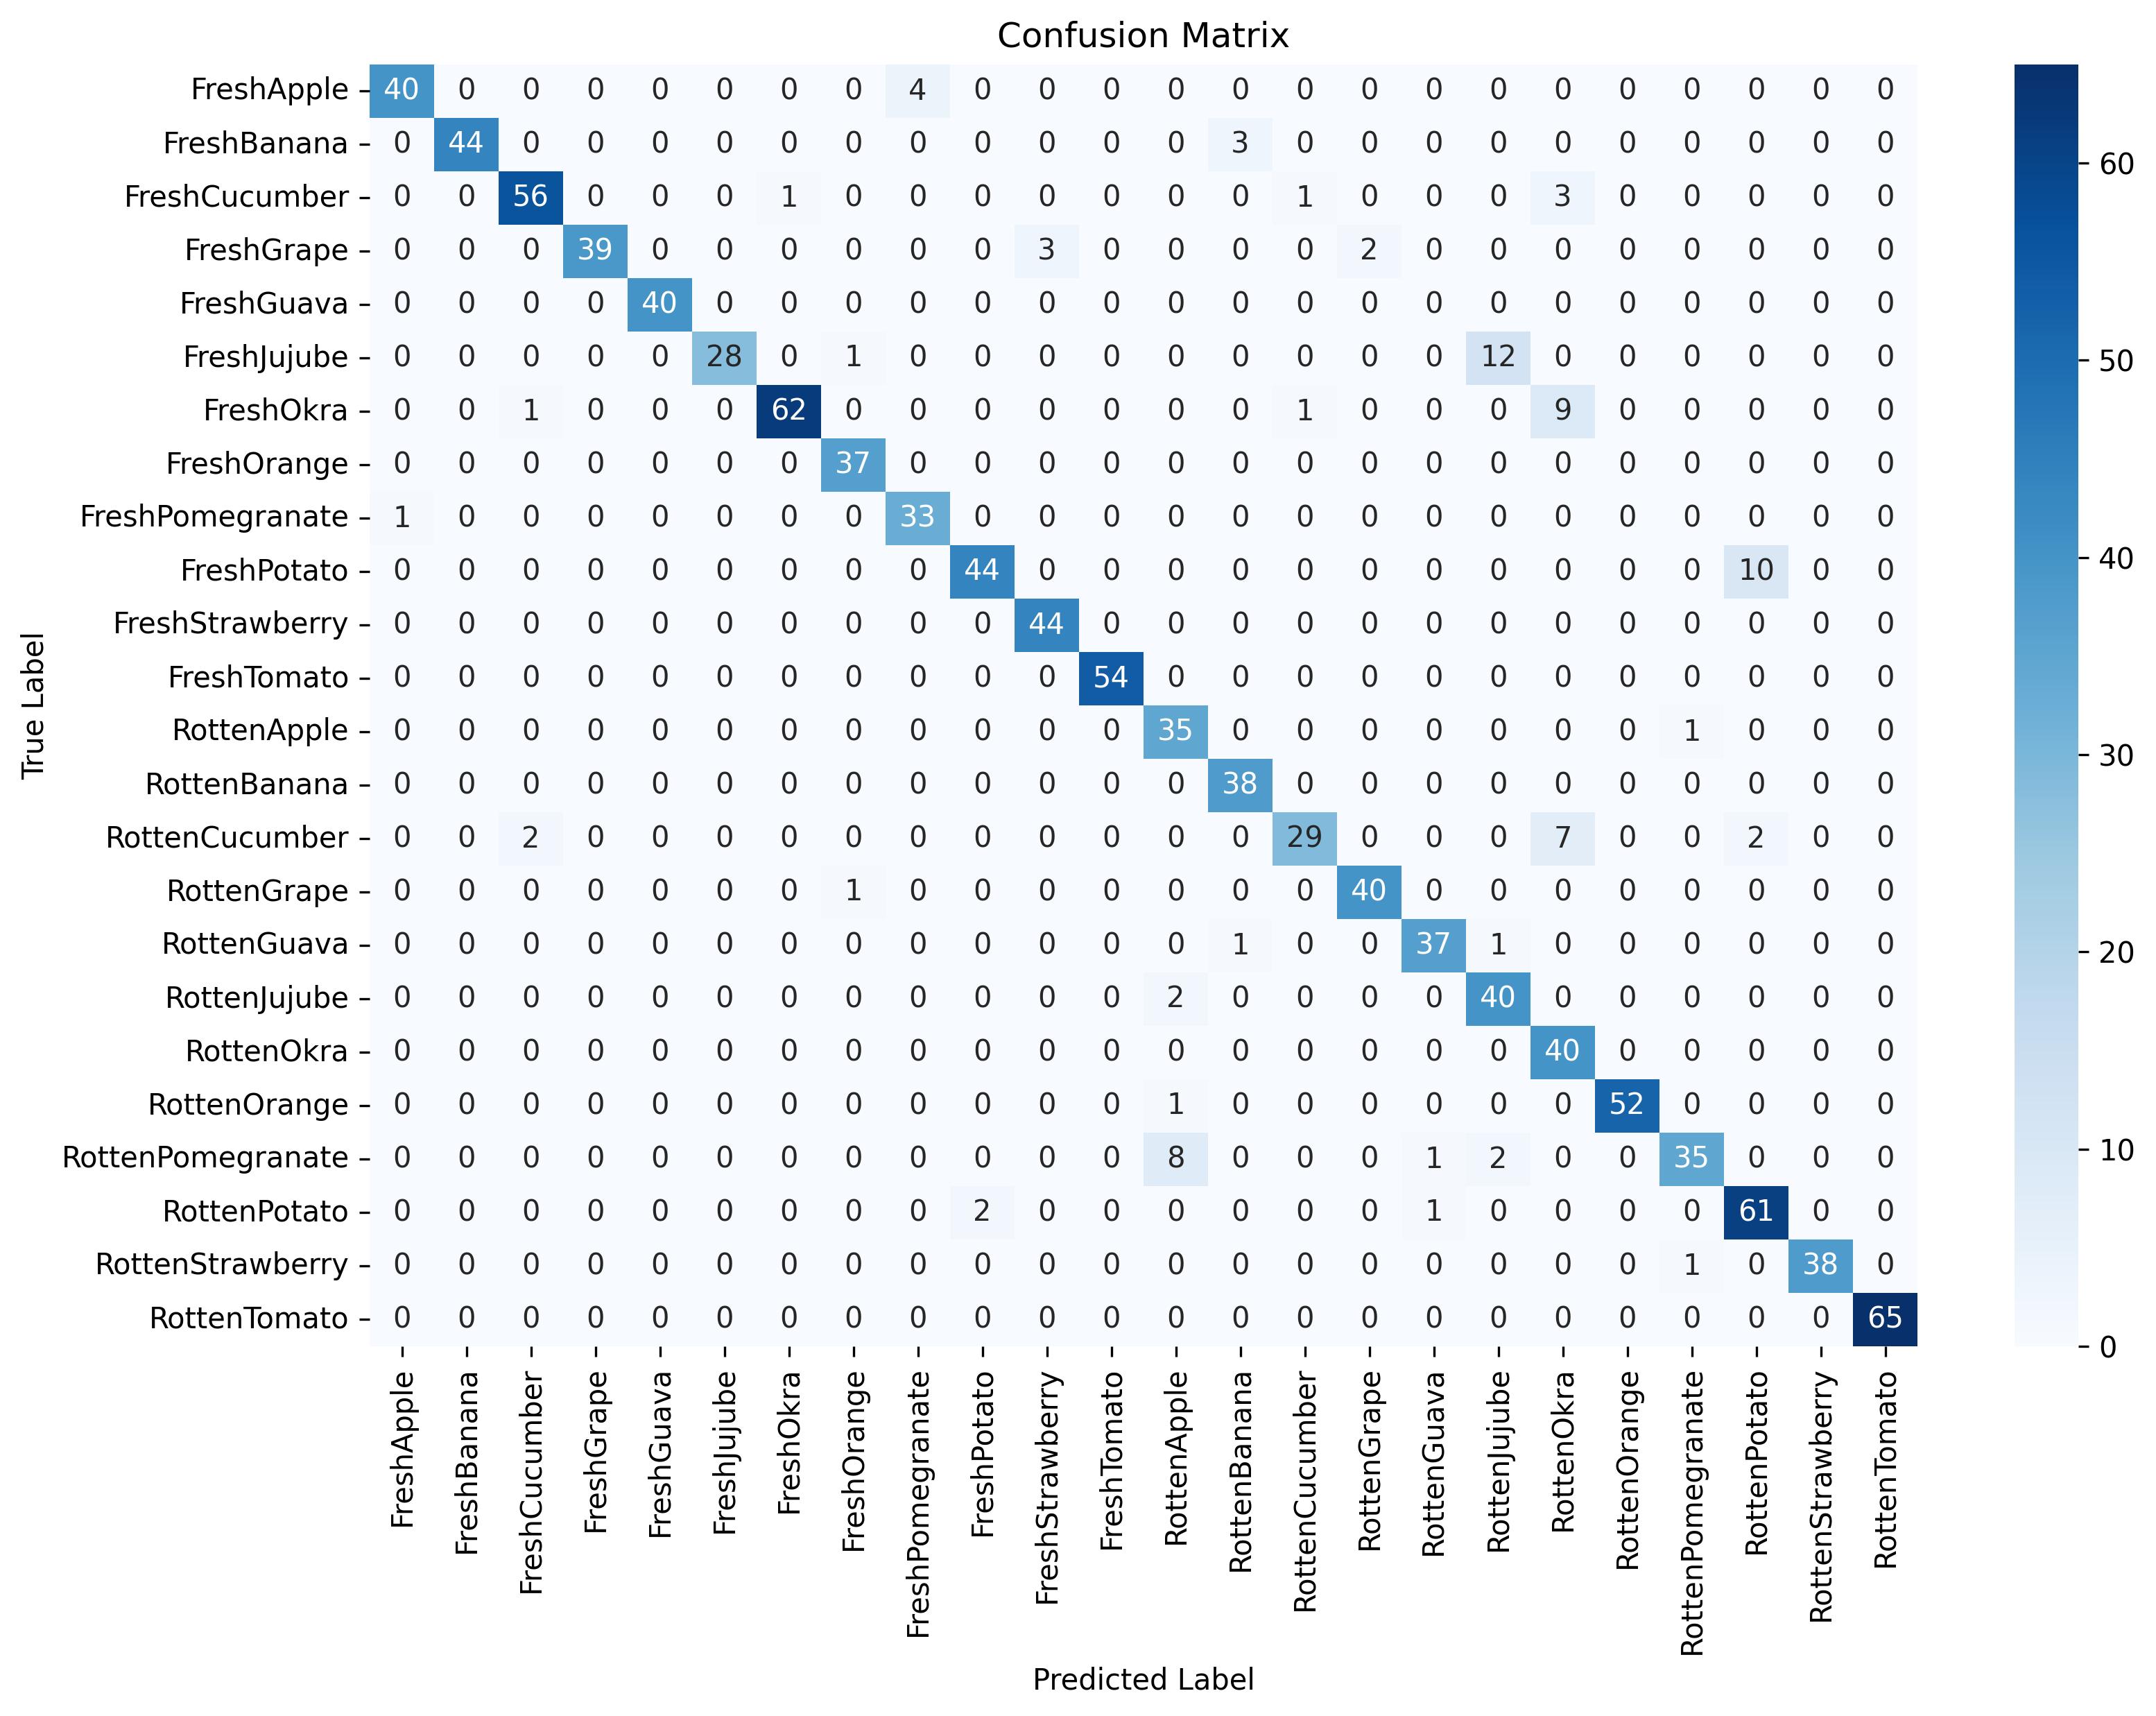 Confusion Matrix
FreshApple 40 0 0 0 0 0 0 0 4 0 0 0 0 0 0 0 0 0 0 0 0 0 0 0
FreshBanana 0 44 0 0 0 0 0 0 0 0 0 0 0 3 0 0 0 0 0 0 0 0 0 0
FreshCucumber 0 0 56 0 0 0 1 0 0 0 0 0 0 0 1 0 0 0 3 0 0 0 0 0
FreshGrape 0 0 0 39 0 0 0 0 0 0 3 0 0 0 0 2 0 0 0 0 0 0 0 0
FreshGuava 0 0 0 0 40 0 0 0 0 0 0 0 0 0 0 0 0 0 0 0 0 0 0 0
FreshJujube 0 0 0 0 0 28 0 1 0 0 0 0 0 0 0 0 0 12 0 0 0 0 0 0
FreshOkra 0 0 1 0 0 0 62 0 0 0 0 0 0 0 1 0 0 0 9 0 0 0 0 0
FreshOrange 0 0 0 0 0 0 0 37 0 0 0 0 0 0 0 0 0 0 0 0 0 0 0 0
FreshPomegranate 1 0 0 0 0 0 0 0 33 0 0 0 0 0 0 0 0 0 0 0 0 0 0 0
FreshPotato 0 0 0 0 0 0 0 0 0 44 0 0 0 0 0 0 0 0 0 0 0 10 0 0
FreshStrawberry 0 0 0 0 0 0 0 0 0 0 44 0 0 0 0 0 0 0 0 0 0 0 0 0
FreshTomato 0 0 0 0 0 0 0 0 0 0 0 54 0 0 0 0 0 0 0 0 0 0 0 0
RottenApple 0 0 0 0 0 0 0 0 0 0 0 0 35 0 0 0 0 0 0 0 1 0 0 0
RottenBanana 0 0 0 0 0 0 0 0 0 0 0 0 0 38 0 0 0 0 0 0 0 0 0 0
RottenCucumber 0 0 2 0 0 0 0 0 0 0 0 0 0 0 29 0 0 0 7 0 0 2 0 0
RottenGrape 0 0 0 0 0 0 0 1 0 0 0 0 0 0 0 40 0 0 0 0 0 0 0 0
RottenGuava 0 0 0 0 0 0 0 0 0 0 0 0 0 1 0 0 37 1 0 0 0 0 0 0
RottenJujube 0 0 0 0 0 0 0 0 0 0 0 0 2 0 0 0 0 40 0 0 0 0 0 0
RottenOkra 0 0 0 0 0 0 0 0 0 0 0 0 0 0 0 0 0 0 40 0 0 0 0 0
RottenOrange 0 0 0 0 0 0 0 0 0 0 0 0 1 0 0 0 0 0 0 52 0 0 0 0
RottenPomegranate 0 0 0 0 0 0 0 0 0 0 0 0 8 0 0 0 1 2 0 0 35 0 0 0
RottenPotato 0 0 0 0 0 0 0 0 0 2 0 0 0 0 0 0 1 0 0 0 0 61 0 0
RottenStrawberry 0 0 0 0 0 0 0 0 0 0 0 0 0 0 0 0 0 0 0 0 1 0 38 0
RottenTomato 0 0 0 0 0 0 0 0 0 0 0 0 0 0 0 0 0 0 0 0 0 0 0 65
True Label
FreshApple
FreshBanana
FreshCucumber
FreshGrape
FreshGuava
FreshJujube
FreshOkra
FreshOrange
FreshPomegranate
FreshPotato
FreshStrawberry
FreshTomato
RottenApple
RottenBanana
RottenCucumber
RottenGrape
RottenGuava
RottenJujube
RottenOkra
RottenOrange
RottenPomegranate
RottenPotato
RottenStrawberry
RottenTomato
Predicted Label
60
50
40
30
20
10
0